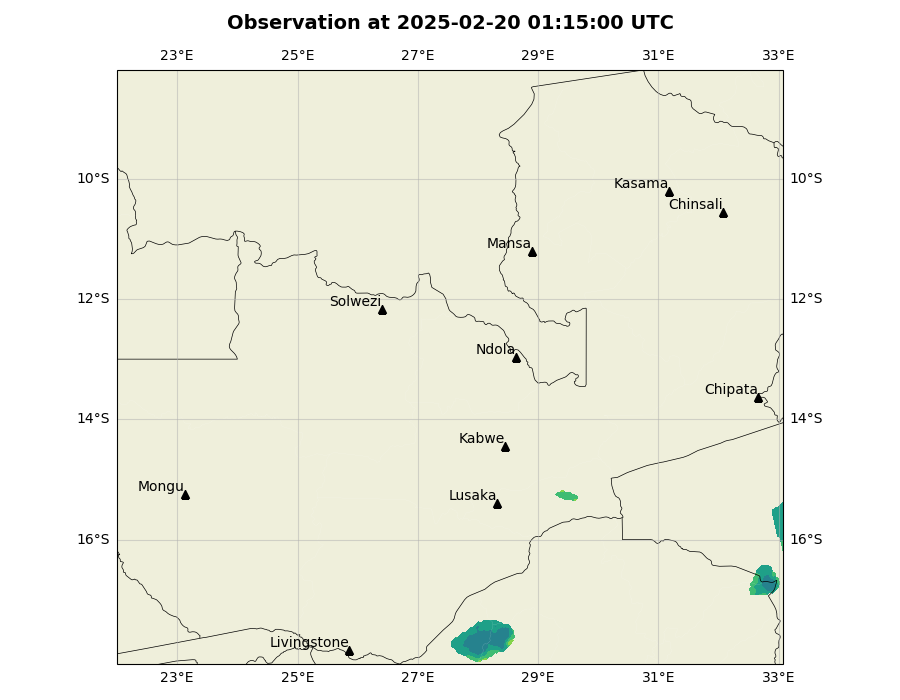 Observation at 2025-02-20 01:15:00 UTC
23°E 25°E 27°E 29°E 31°E 33°E
10°S 10°S
Kasama
Chinsali
Mansa
12°S 12°S
Solwezi
Ndola
Chipata
14°S 14°S
Kabwe
Mongu
Lusaka
16°S 16°S
Livingstone
23°E 25°E 27°E 29°E 31°E 33°E